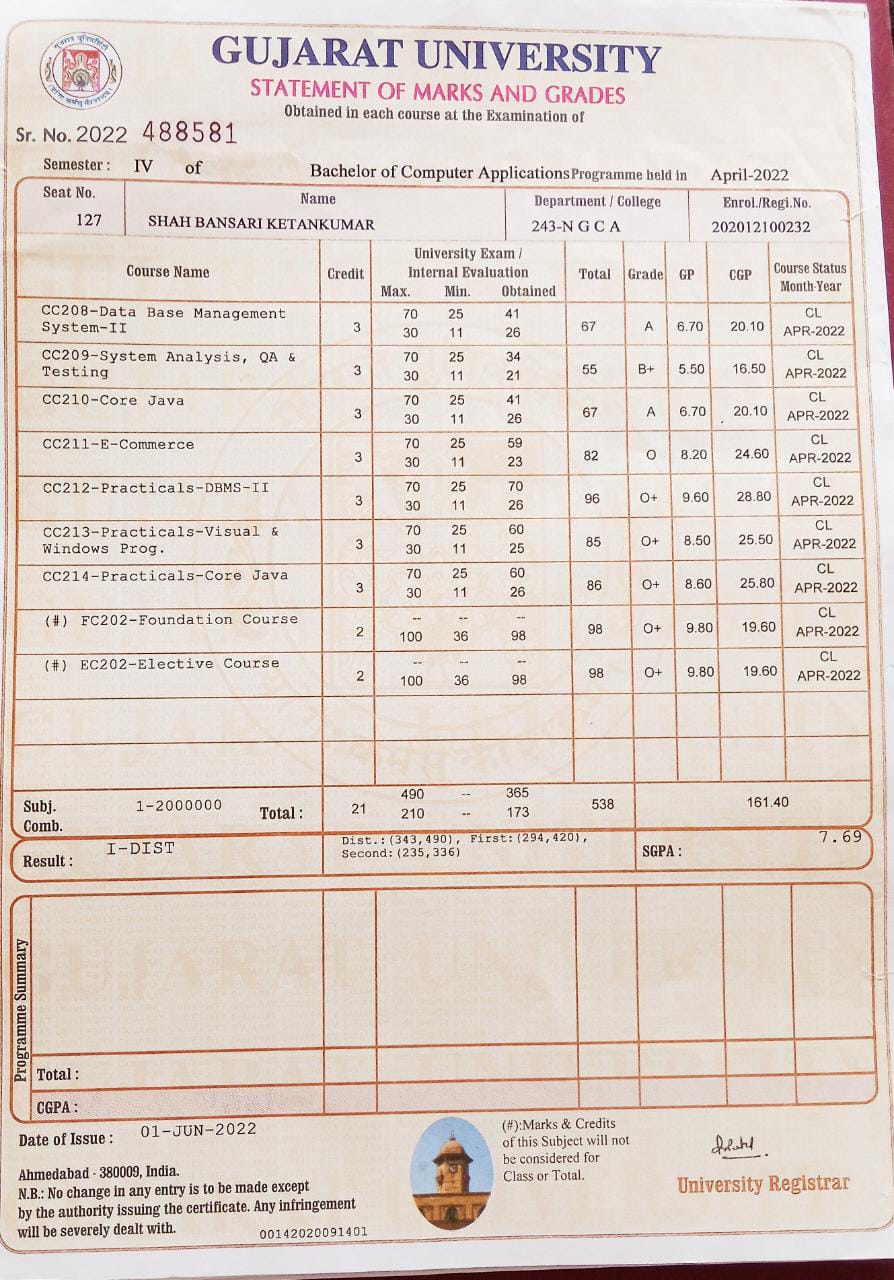 GUJARAT UNIVERSITY
STATEMENT OF MARKS AND GRADES
Obtained in each course at the Examination of
Sr. No. 2022 488581
Semester : IV of Bachelor of Computer Applications Programme held in April-2022
Seat No. Name Department / College Enrol./Regi.No.
127 SHAH BANSARI KETANKUMAR 243-N G C A 202012100232
Course Name Credit University Exam / Internal Evaluation Total Grade GP CGP Course Status Month-Year
Max. Min. Obtained
CC208-Data Base Management 70 25 41 CL
System-II 3 30 11 26 67 A 6.70 20.10 APR-2022
CC209-System Analysis, QA & 70 25 34 CL
Testing 3 30 11 21 55 B+ 5.50 16.50 APR-2022
CC210-Core Java 70 25 41 CL
3 30 11 26 67 A 6.70 20.10 APR-2022
CC211-E-Commerce 70 25 59 CL
3 30 11 23 82 O 8.20 24.60 APR-2022
CC212-Practicals-DBMS-II 70 25 70 CL
3 30 11 26 96 O+ 9.60 28.80 APR-2022
CC213-Practicals-Visual & 70 25 60 CL
Windows Prog. 3 30 11 25 85 O+ 8.50 25.50 APR-2022
CC214-Practicals-Core Java 70 25 60 CL
3 30 11 26 86 O+ 8.60 25.80 APR-2022
(#) FC202-Foundation Course -- -- -- CL
2 100 36 98 98 O+ 9.80 19.60 APR-2022
(#) EC202-Elective Course -- -- -- CL
2 100 36 98 98 O+ 9.80 19.60 APR-2022
490 -- 365
Subj. Comb. 1-2000000 Total : 21 210 -- 173 538 161.40
Result : I-DIST Dist.:(343,490), First:(294,420), SGPA : 7.69
Second:(235,336)
Programme Summary
Total :
CGPA :
Date of Issue : 01-JUN-2022
(#):Marks & Credits
of this Subject will not
be considered for
Class or Total.
University Registrar
Ahmedabad - 380009, India.
N.B.: No change in any entry is to be made except
by the authority issuing the certificate. Any infringement
will be severely dealt with. 00142020091401